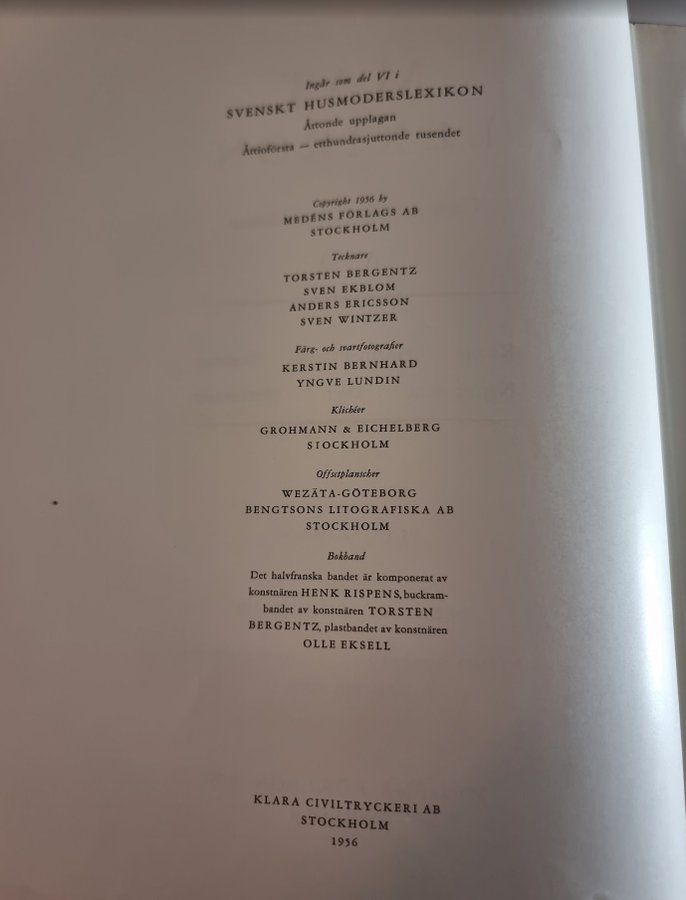 Ingår som del VI i
SVENSKT HUSMODERSLEXIKON
Åttonde upplagan
Åttioförsta — etthundrasjuttonde tusendet
Copyright 1956 by
MEDÉNS FÖRLAGS AB
STOCKHOLM
Tecknare
TORSTEN BERGENTZ
SVEN EKBLOM
ANDERS ERICSSON
SVEN WINTZER
Färg- och svartfotografier
KERSTIN BERNHARD
YNGVE LUNDIN
Klichéer
GROHMANN & EICHELBERG
STOCKHOLM
Offsetplanscher
WEZÄTA-GÖTEBORG
BENGTSONS LITOGRAFISKA AB
STOCKHOLM
Bokband
Det halvfranska bandet är komponerat av
konstnären HENK RISPENS, buckram-
bandet av konstnären TORSTEN
BERGENTZ, plastbandet av konstnären
OLLE EKSELL
KLARA CIVILTRYCKERI AB
STOCKHOLM
1956